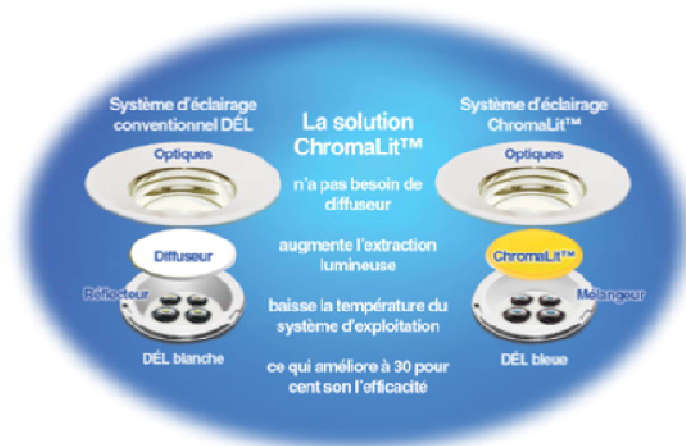 Système d'éclairage
conventionnel DÉL
Optiques
Diffuseur
Réflecteur
DÉL blanche
La solution
ChromaLit™
n'a pas besoin de
diffuseur
augmente l'extraction
lumineuse
baisse la température du
système d'exploitation
ce qui améliore à 30 pour
cent son l'efficacité
Système d'éclairage
ChromaLit™
Optiques
ChromaLit™
Mélangeur
DÉL bleue